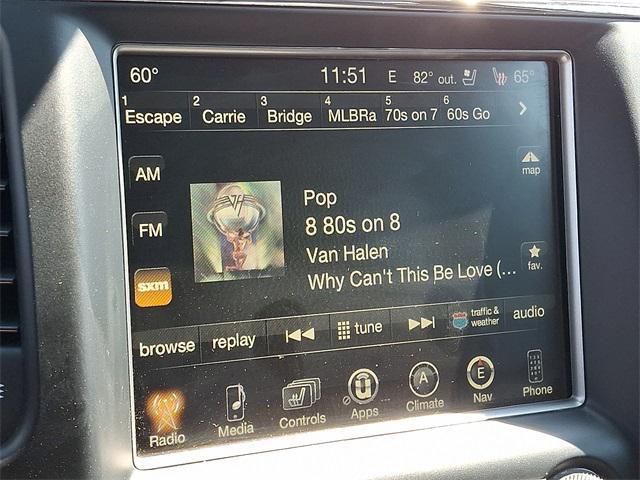 60° 11:51 E 82° out. 65°
1 Escape 2 Carrie 3 Bridge 4 MLBRa 5 70s on 7 6 60s Go
AM
map
Pop
FM
8 80s on 8
Van Halen
fav.
sxm
Why Can't This Be Love (...
browse replay tune traffic & weather audio
Radio Media Controls Apps Climate Nav Phone
U A E
VH